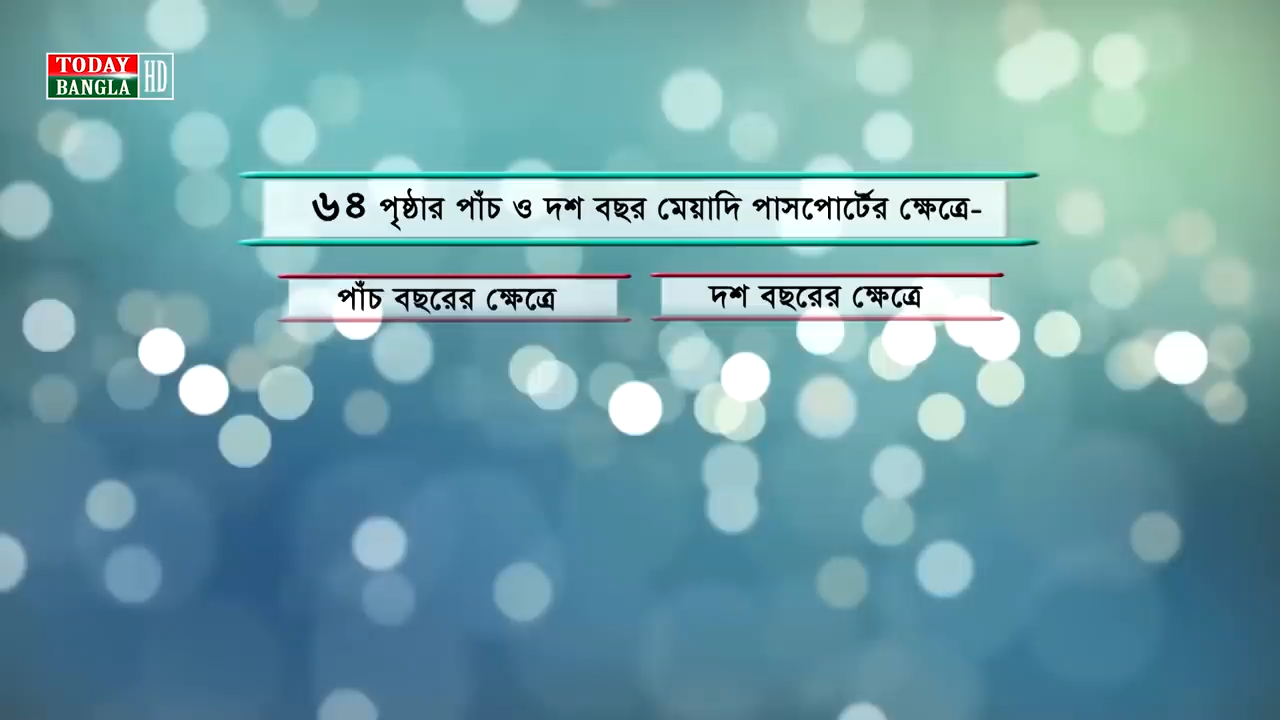 TODAY
BANGLA HD
৬৪ পৃষ্ঠার পাঁচ ও দশ বছর মেয়াদি পাসপোর্টের ক্ষেত্রে-
পাঁচ বছরের ক্ষেত্রে
দশ বছরের ক্ষেত্রে